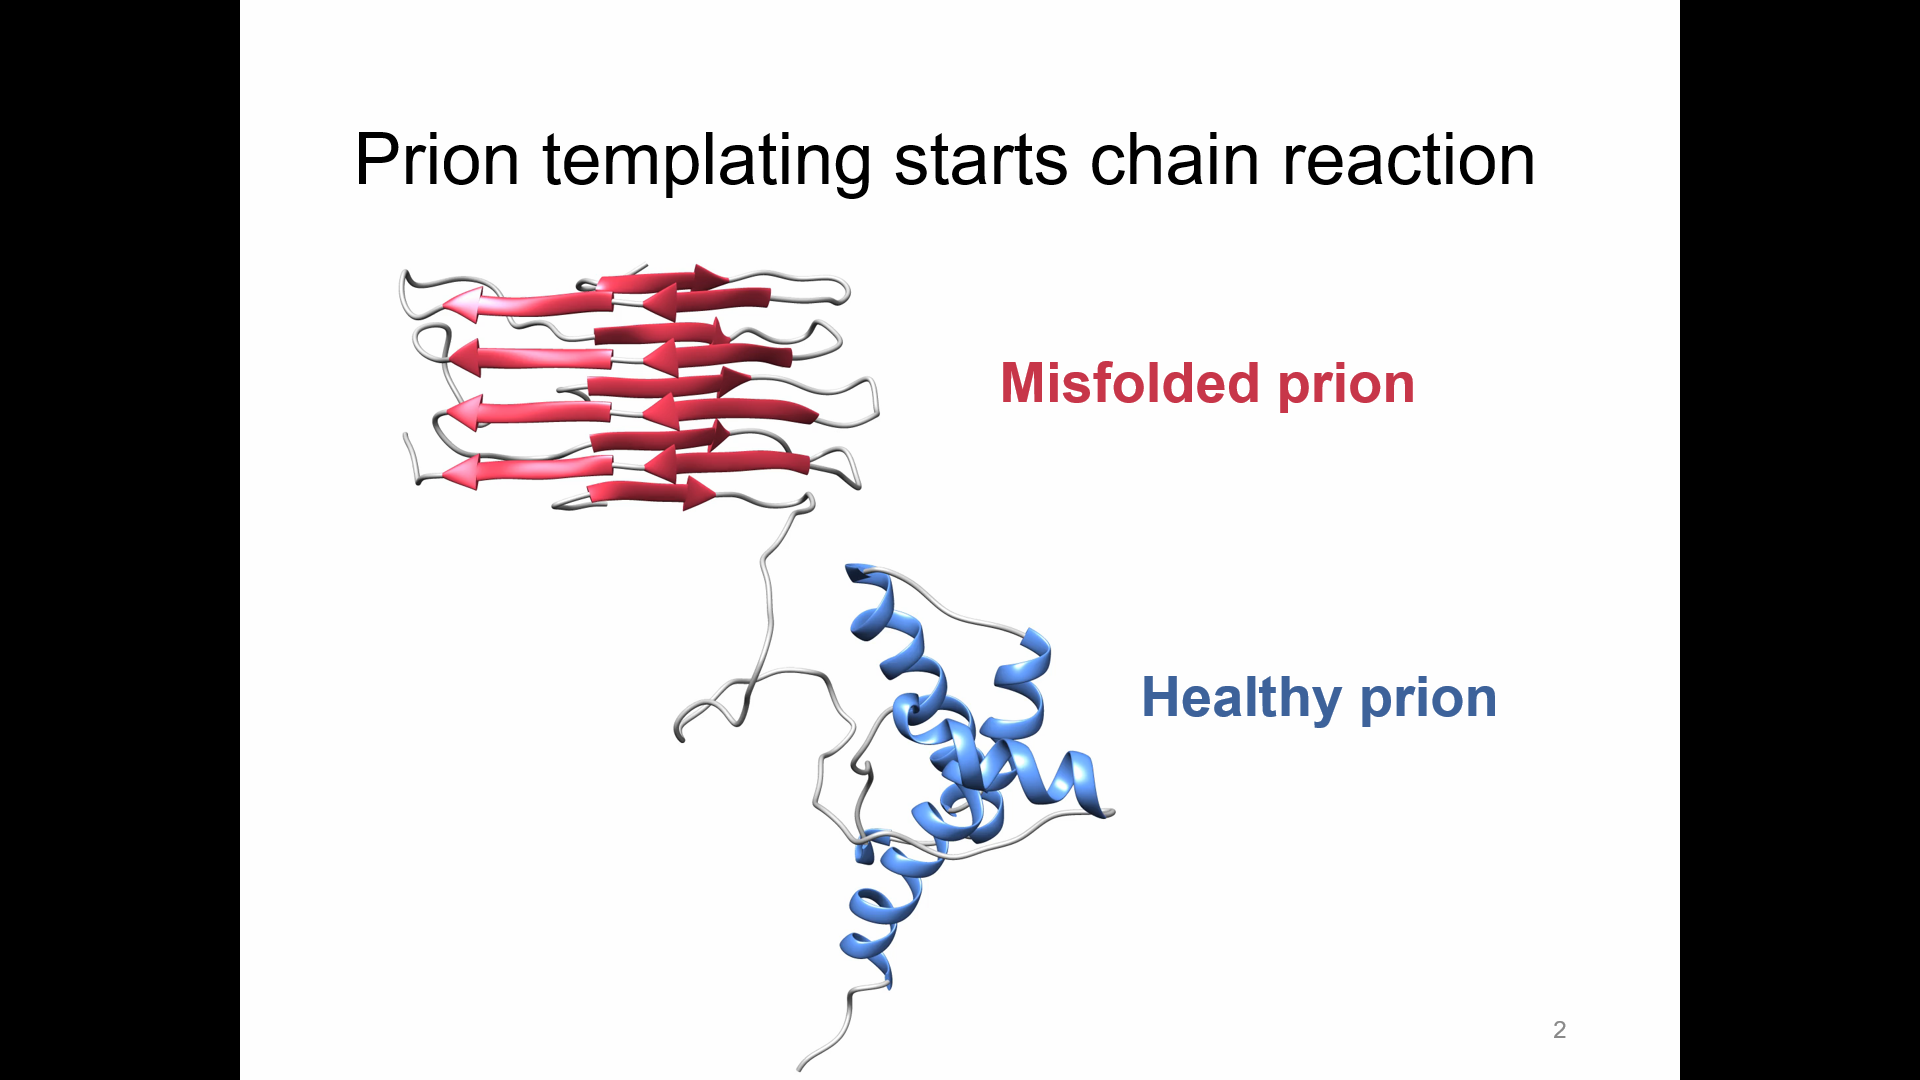 Prion templating starts chain reaction
Misfolded prion
Healthy prion
2